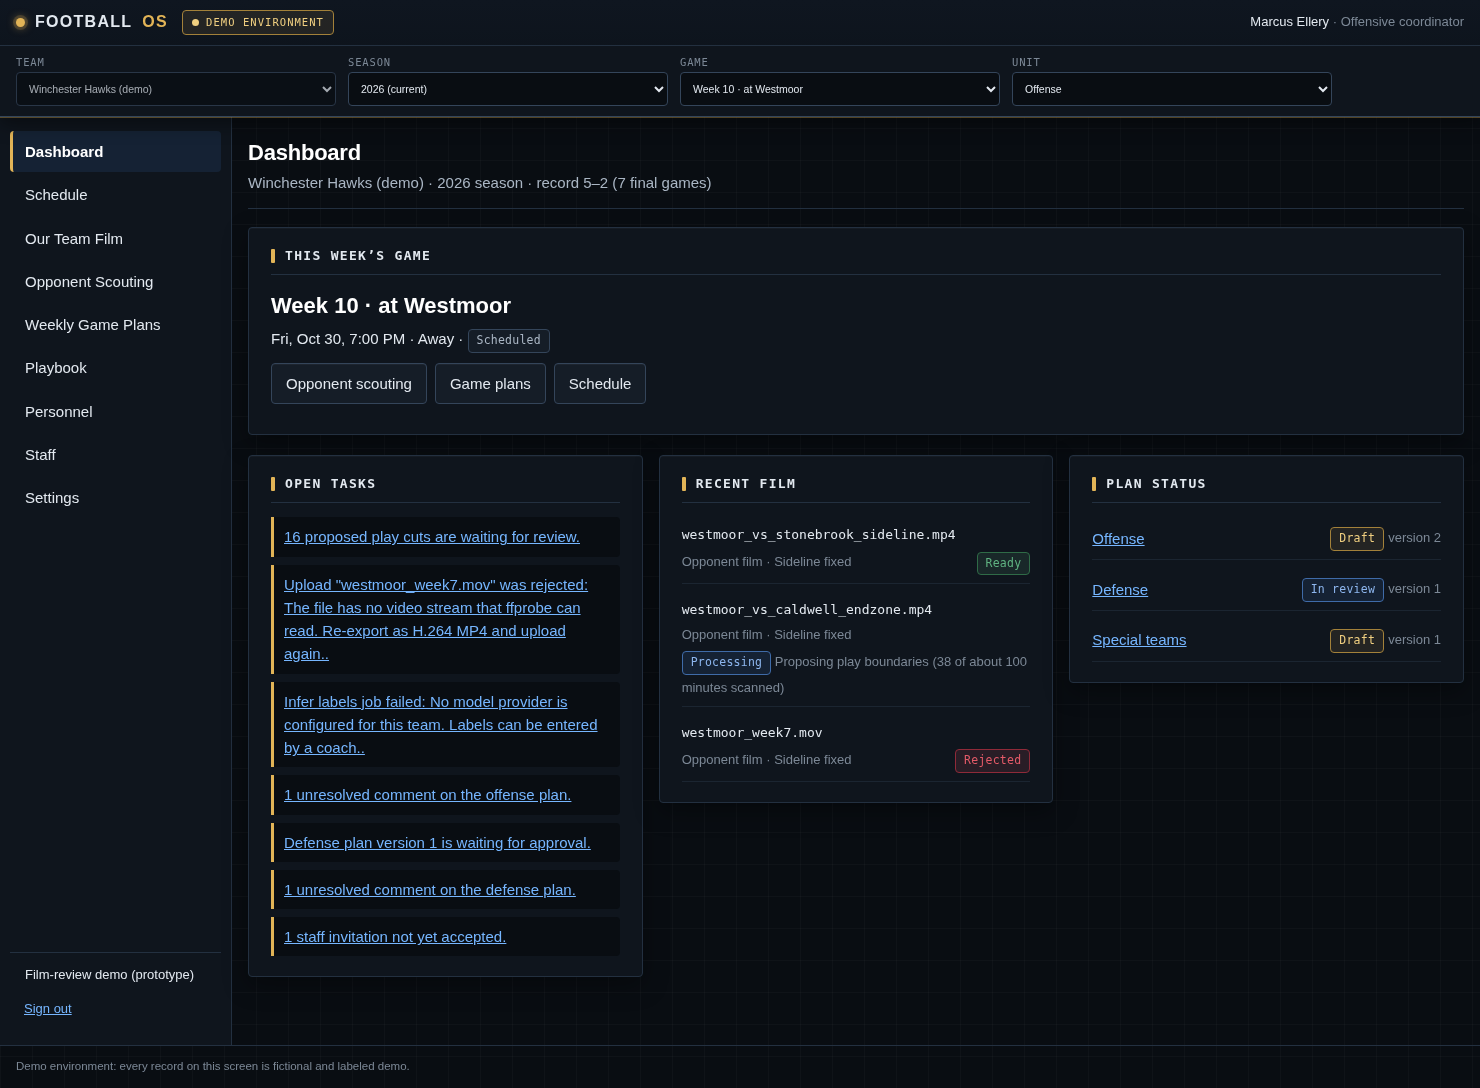 FOOTBALL OS
DEMO ENVIRONMENT
Marcus Ellery · Offensive coordinator
TEAM
Winchester Hawks (demo)
SEASON
2026 (current)
GAME
Week 10 · at Westmoor
UNIT
Offense
Dashboard
Schedule
Our Team Film
Opponent Scouting
Weekly Game Plans
Playbook
Personnel
Staff
Settings
Film-review demo (prototype)
Sign out
Dashboard
Winchester Hawks (demo) · 2026 season · record 5–2 (7 final games)
THIS WEEK’S GAME
Week 10 · at Westmoor
Fri, Oct 30, 7:00 PM · Away · Scheduled
Opponent scouting
Game plans
Schedule
OPEN TASKS
16 proposed play cuts are waiting for review.
Upload "westmoor_week7.mov" was rejected:
The file has no video stream that ffprobe can
read. Re-export as H.264 MP4 and upload
again..
Infer labels job failed: No model provider is
configured for this team. Labels can be entered
by a coach..
1 unresolved comment on the offense plan.
Defense plan version 1 is waiting for approval.
1 unresolved comment on the defense plan.
1 staff invitation not yet accepted.
RECENT FILM
westmoor_vs_stonebrook_sideline.mp4
Opponent film · Sideline fixed Ready
westmoor_vs_caldwell_endzone.mp4
Opponent film · Sideline fixed
Processing Proposing play boundaries (38 of about 100
minutes scanned)
westmoor_week7.mov
Opponent film · Sideline fixed Rejected
PLAN STATUS
Offense Draft version 2
Defense In review version 1
Special teams Draft version 1
Demo environment: every record on this screen is fictional and labeled demo.